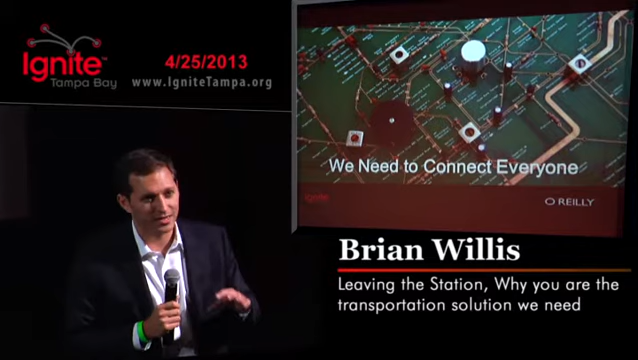 Ignite™
Tampa Bay
4/25/2013
www.IgniteTampa.org
We Need to Connect Everyone
Ignite
O REILLY
Brian Willis
Leaving the Station, Why you are the
transportation solution we need